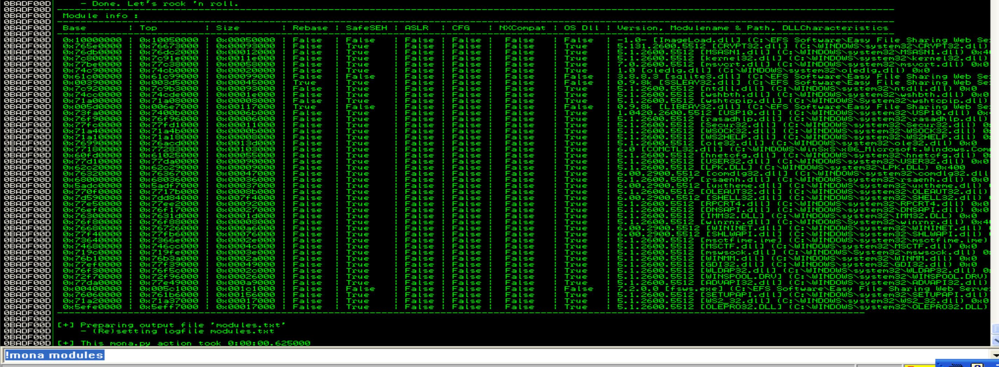 0BADF00D - Done. Let's rock 'n roll.
0BADF00D --------------------------------
0BADF00D Module info :
0BADF00D --------------------------------
0BADF00D Base | Top | Size | Rebase | SafeSEH | ASLR | CFG | NXCompat | OS Dll | Version, Modulename & Path, DLLCharacteristics
0BADF00D --------------------------------
0BADF00D 0x10000000 | 0x10050000 | 0x00050000 | False | False | False | False | False | False | -1.0- [ImageLoad.dll] (C:\EFS Software\Easy File Sharing Web Se
0BADF00D 0x765e0000 | 0x76673000 | 0x00093000 | False | True | False | False | False | True | 5.131.2600.5512 [CRYPT32.dll] (C:\WINDOWS\system32\CRYPT32.dll)
0BADF00D 0x76db0000 | 0x76dc2000 | 0x00012000 | False | True | False | False | False | True | 5.1.2600.5512 [MSASN1.dll] (C:\WINDOWS\system32\MSASN1.dll) 0x4
0BADF00D 0x7c800000 | 0x7c91e000 | 0x0011e000 | False | True | False | False | False | True | 5.1.2600.5512 [kernel32.dll] (C:\WINDOWS\system32\kernel32.dll)
0BADF00D 0x77be0000 | 0x77c38000 | 0x00058000 | False | True | False | False | False | True | 7.0.2600.5512 [msvcrt.dll] (C:\WINDOWS\system32\msvcrt.dll) 0x0
0BADF00D 0x74c90000 | 0x74cb0000 | 0x00020000 | False | True | False | False | False | True | 1.0 [oledlg.dll] (C:\WINDOWS\system32\oledlg.dll) 0x0
0BADF00D 0x61c00000 | 0x61c99000 | 0x00099000 | False | False | False | False | False | False | 3.8.8.3 [sqlite3.dll] (C:\EFS Software\Easy File Sharing Web Se
0BADF00D 0x00390000 | 0x003d5000 | 0x00045000 | True | True | False | False | False | False | 0.9.8k [SSLEAY32.dll] (C:\EFS Software\Easy File Sharing Web Se
0BADF00D 0x7c920000 | 0x7c9b3000 | 0x00093000 | False | True | False | False | False | True | 5.1.2600.5512 [ntdll.dll] (C:\WINDOWS\system32\ntdll.dll) 0x0
0BADF00D 0x74cc0000 | 0x74cde000 | 0x0001e000 | False | True | False | False | False | True | 5.1.2600.5512 [wshbth.dll] (C:\WINDOWS\system32\wshbth.dll) 0x0
0BADF00D 0x71a00000 | 0x71a08000 | 0x00008000 | False | True | False | False | False | True | 5.1.2600.5512 [wshtcpip.dll] (C:\WINDOWS\System32\wshtcpip.dll)
0BADF00D 0x005d0000 | 0x006e7000 | 0x00117000 | True | False | False | False | False | False | 0.9.8k [LIBEAY32.dll] (C:\EFS Software\Easy File Sharing Web Se
0BADF00D 0x73fa0000 | 0x7400b000 | 0x0006b000 | False | True | False | False | False | True | 1.0420.2600.5512 [USP10.dll] (C:\WINDOWS\system32\USP10.dll) 0x
0BADF00D 0x76f90000 | 0x76f96000 | 0x00006000 | False | True | False | False | False | True | 5.1.2600.5512 [rasadhlp.dll] (C:\WINDOWS\system32\rasadhlp.dll)
0BADF00D 0x77fc0000 | 0x77fd1000 | 0x00011000 | False | True | False | False | False | True | 5.1.2600.5512 [Secur32.dll] (C:\WINDOWS\system32\Secur32.dll) 0
0BADF00D 0x71a40000 | 0x71a4b000 | 0x0000b000 | False | True | False | False | False | True | 5.1.2600.5512 [WSOCK32.dll] (C:\WINDOWS\system32\WSOCK32.dll) 0
0BADF00D 0x71a10000 | 0x71a18000 | 0x00008000 | False | True | False | False | False | True | 5.1.2600.5512 [WS2HELP.dll] (C:\WINDOWS\system32\WS2HELP.dll) 0
0BADF00D 0x76990000 | 0x76acd000 | 0x0013d000 | False | True | False | False | False | True | 5.1.2600.5512 [ole32.dll] (C:\WINDOWS\system32\ole32.dll) 0x0
0BADF00D 0x77180000 | 0x77283000 | 0x00103000 | False | True | False | False | False | True | 6.0 [COMCTL32.dll] (C:\WINDOWS\WinSxS\x86_Microsoft.Windows.Com
0BADF00D 0x60fd0000 | 0x61025000 | 0x00055000 | False | True | False | False | False | True | 5.1.2600.5512 [hnetcfg.dll] (C:\WINDOWS\system32\hnetcfg.dll) 0
0BADF00D 0x77d10000 | 0x77da0000 | 0x00090000 | False | True | False | False | False | True | 5.1.2600.5512 [USER32.dll] (C:\WINDOWS\system32\USER32.dll) 0x0
0BADF00D 0x62c20000 | 0x62c29000 | 0x00009000 | False | True | False | False | False | True | 5.1.2600.5512 [LPK.DLL] (C:\WINDOWS\system32\LPK.DLL) 0x400
0BADF00D 0x76320000 | 0x76367000 | 0x00047000 | False | True | False | False | False | True | 6.00.2900.5512 [comdlg32.dll] (C:\WINDOWS\system32\comdlg32.dll
0BADF00D 0x68000000 | 0x68036000 | 0x00036000 | False | True | False | False | False | True | 5.1.2600.5507 [rsaenh.dll] (C:\WINDOWS\system32\rsaenh.dll) 0x0
0BADF00D 0x5adc0000 | 0x5adf7000 | 0x00037000 | False | True | False | False | False | True | 6.00.2900.5512 [uxtheme.dll] (C:\WINDOWS\system32\uxtheme.dll)
0BADF00D 0x770f0000 | 0x7717b000 | 0x0008b000 | False | True | False | False | False | True | 5.1.2600.5512 [OLEAUT32.dll] (C:\WINDOWS\system32\OLEAUT32.dll)
0BADF00D 0x7d590000 | 0x7dd84000 | 0x007f4000 | False | True | False | False | False | True | 6.00.2900.5512 [SHELL32.dll] (C:\WINDOWS\system32\SHELL32.dll)
0BADF00D 0x77e50000 | 0x77ee2000 | 0x00092000 | False | True | False | False | False | True | 5.1.2600.5512 [RPCRT4.dll] (C:\WINDOWS\system32\RPCRT4.dll) 0x0
0BADF00D 0x76ef0000 | 0x76f17000 | 0x00027000 | False | True | False | False | False | True | 5.1.2600.5512 [DNSAPI.dll] (C:\WINDOWS\system32\DNSAPI.dll) 0x0
0BADF00D 0x76300000 | 0x7631d000 | 0x0001d000 | False | True | False | False | False | True | 5.1.2600.5512 [IMM32.DLL] (C:\WINDOWS\system32\IMM32.DLL) 0x0
0BADF00D 0x76f80000 | 0x76f88000 | 0x00008000 | False | True | False | False | False | True | 5.1.2600.5512 [winrnr.dll] (C:\WINDOWS\System32\winrnr.dll) 0x4
0BADF00D 0x76680000 | 0x76726000 | 0x000a6000 | False | True | False | False | False | True | 6.00.2900.5512 [WININET.dll] (C:\WINDOWS\system32\WININET.dll)
0BADF00D 0x77f40000 | 0x77fb6000 | 0x00076000 | False | True | False | False | False | True | 6.00.2900.5512 [SHLWAPI.dll] (C:\WINDOWS\system32\SHLWAPI.dll)
0BADF00D 0x73640000 | 0x7366e000 | 0x0002e000 | False | True | False | False | False | True | 5.1.2600.5512 [msctfime.ime] (C:\WINDOWS\system32\msctfime.ime)
0BADF00D 0x74680000 | 0x746cc000 | 0x0004c000 | False | True | False | False | False | True | 5.1.2600.5512 [MSCTF.dll] (C:\WINDOWS\system32\MSCTF.dll) 0x0
0BADF00D 0x719c0000 | 0x719fe000 | 0x0003e000 | False | True | False | False | False | True | 5.1.2600.5512 [mswsock.dll] (C:\WINDOWS\System32\mswsock.dll) 0
0BADF00D 0x76b10000 | 0x76b3a000 | 0x0002a000 | False | True | False | False | False | True | 5.1.2600.5512 [WINMM.dll] (C:\WINDOWS\system32\WINMM.dll) 0x0
0BADF00D 0x77ef0000 | 0x77f39000 | 0x00049000 | False | True | False | False | False | True | 5.1.2600.5512 [GDI32.dll] (C:\WINDOWS\system32\GDI32.dll) 0x0
0BADF00D 0x76f30000 | 0x76f5c000 | 0x0002c000 | False | True | False | False | False | True | 5.1.2600.5512 [WLDAP32.dll] (C:\WINDOWS\system32\WLDAP32.dll) 0
0BADF00D 0x72f70000 | 0x72f96000 | 0x00026000 | False | True | False | False | False | True | 5.1.2600.5512 [WINSPOOL.DRV] (C:\WINDOWS\system32\WINSPOOL.DRV)
0BADF00D 0x77da0000 | 0x77e49000 | 0x000a9000 | False | True | False | False | False | True | 5.1.2600.5512 [ADVAPI32.dll] (C:\WINDOWS\system32\ADVAPI32.dll)
0BADF00D 0x00400000 | 0x005c1000 | 0x001c1000 | False | False | False | False | False | False | 7.2.0.0 [fsws.exe] (C:\EFS Software\Easy File Sharing Web Serve
0BADF00D 0x76060000 | 0x761b6000 | 0x00156000 | False | True | False | False | False | True | 5.1.2600.5512 [SETUPAPI.dll] (C:\WINDOWS\system32\SETUPAPI.dll)
0BADF00D 0x71a20000 | 0x71a37000 | 0x00017000 | False | True | False | False | False | True | 5.1.2600.5512 [WS2_32.dll] (C:\WINDOWS\system32\WS2_32.dll) 0x0
0BADF00D 0x5efe0000 | 0x5eff7000 | 0x00017000 | False | True | False | False | False | True | 5.1.2600.5512 [OLEPRO32.DLL] (C:\WINDOWS\system32\OLEPRO32.DLL)
0BADF00D --------------------------------
0BADF00D
0BADF00D [+] Preparing output file 'modules.txt'
0BADF00D - (Re)setting logfile modules.txt
0BADF00D
0BADF00D [+] This mona.py action took 0:00:00.625000
!mona modules